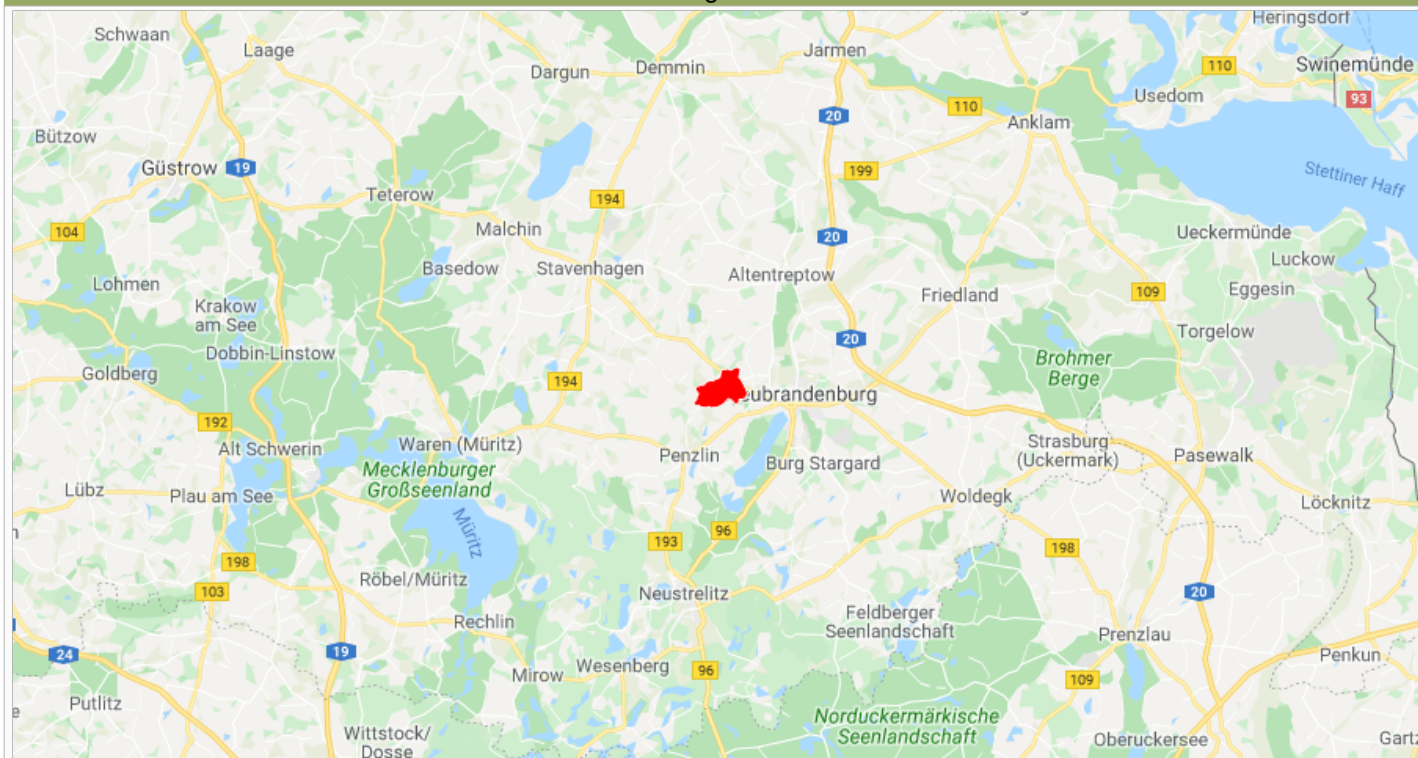 Heringsdorf
Schwaan
Laage
Jarmen
Dargun
Demmin
110
Swinemünde
Usedom
93
20
110
Anklam
Bützow
Güstrow
19
199
Stettiner Haff
Teterow
194
104
Malchin
20
Ueckermünde
Basedow
Stavenhagen
Altentreptow
Luckow
Lohmen
Friedland
109
Eggesin
Krakow
am See
Torgelow
20
Dobbin-Linstow
Brohmer
Berge
Goldberg
194
eubrandenburg
192
Alt Schwerin
Waren (Müritz)
Penzlin
Burg Stargard
Strasburg
(Uckermark)
Pasewalk
Mecklenburger
Großseenland
Lübz
Plau am See
Woldegk
Löcknitz
Müritz
193
96
198
198
103
Röbel/Müritz
Neustrelitz
20
Feldberger
Seenlandschaft
Rechlin
Prenzlau
24
19
Mirow
Wesenberg
96
109
Penkun
Putlitz
Norduckermärkische
Seenlandschaft
Wittstock/
Dosse
Oberuckersee
Gartz